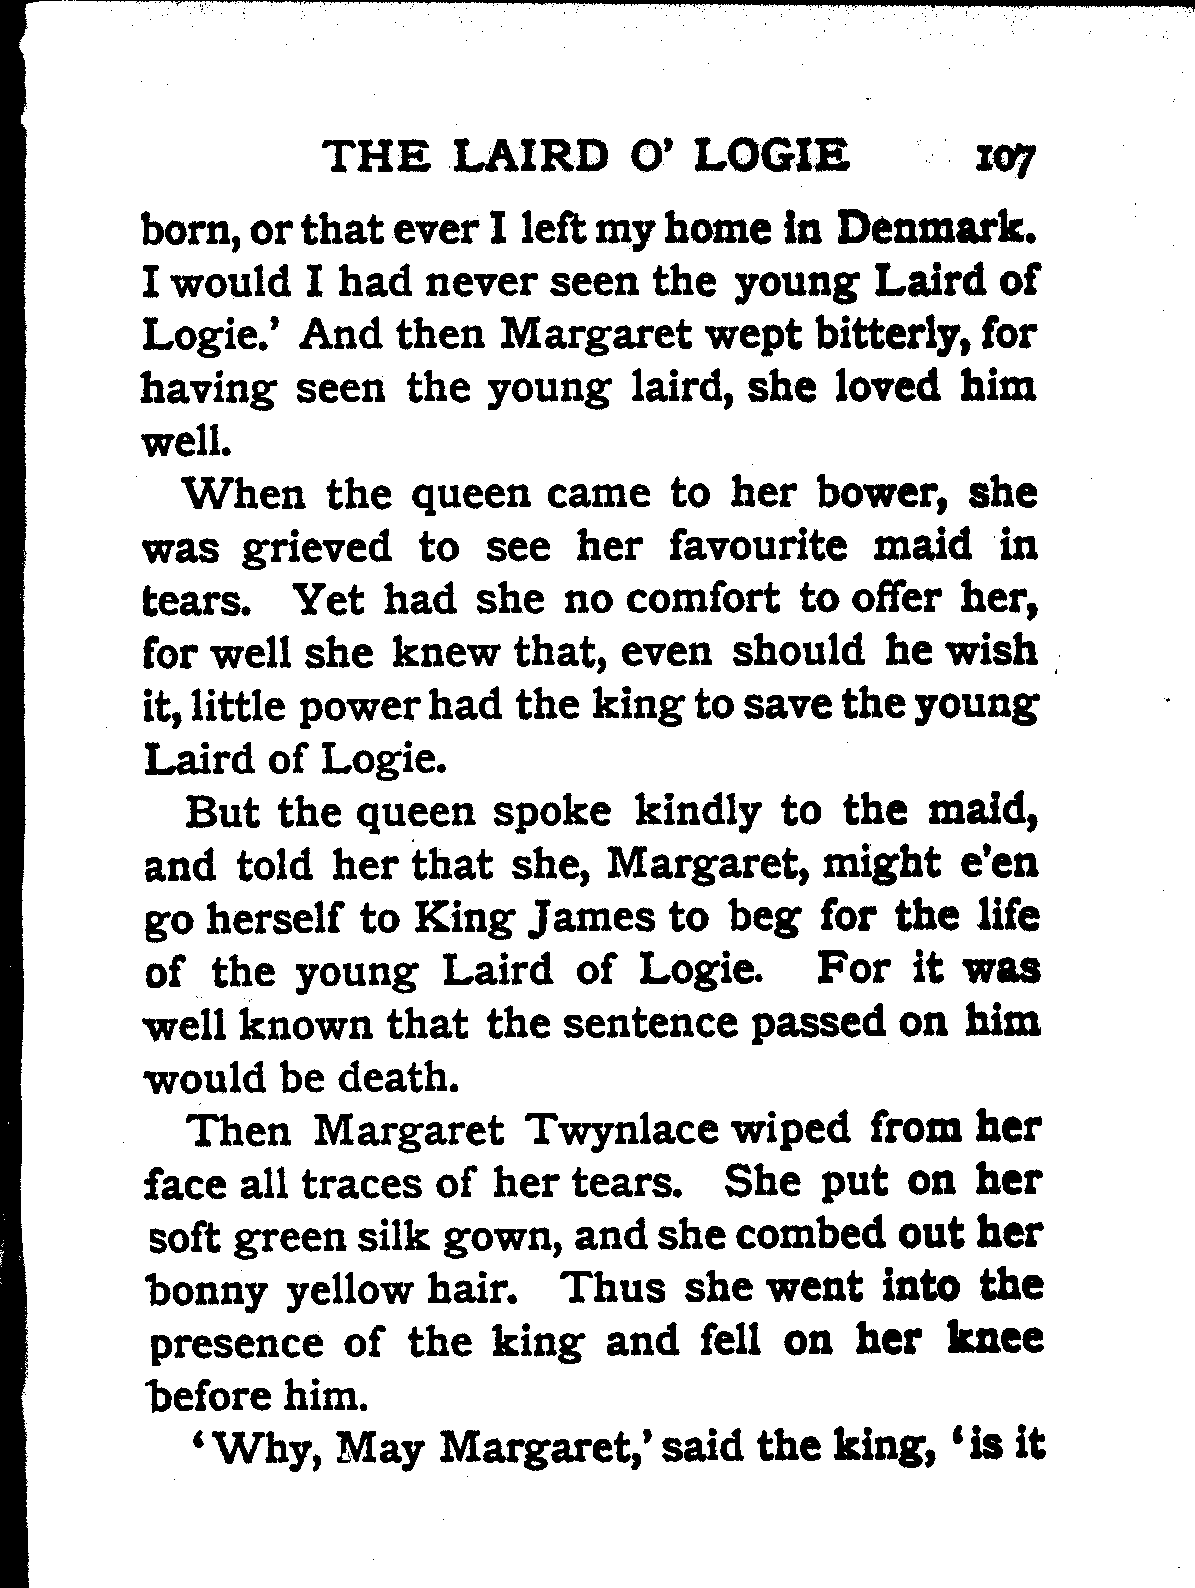 THE LAIRD O' LOGIE 107
born, or that ever I left my home in Denmark.
I would I had never seen the young Laird of
Logie.' And then Margaret wept bitterly, for
having seen the young laird, she loved him
well.
When the queen came to her bower, she
was grieved to see her favourite maid in
tears. Yet had she no comfort to offer her,
for well she knew that, even should he wish
it, little power had the king to save the young
Laird of Logie.
But the queen spoke kindly to the maid,
and told her that she, Margaret, might e'en
go herself to King James to beg for the life
of the young Laird of Logie. For it was
well known that the sentence passed on him
would be death.
Then Margaret Twynlace wiped from her
face all traces of her tears. She put on her
soft green silk gown, and she combed out her
bonny yellow hair. Thus she went into the
presence of the king and fell on her knee
before him.
'Why, May Margaret,' said the king, 'is it